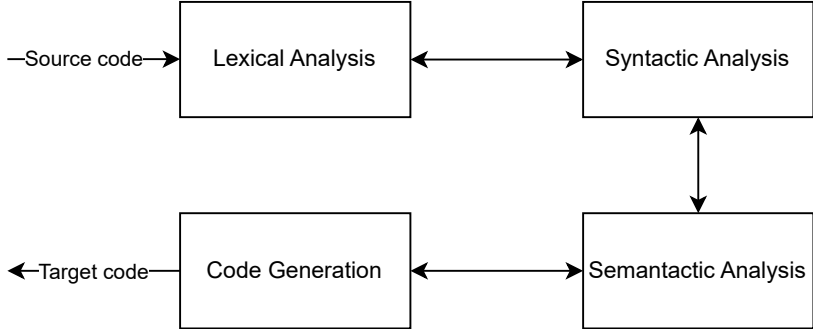 Source code
Lexical Analysis
Syntactic Analysis
Target code
Code Generation
Semantactic Analysis